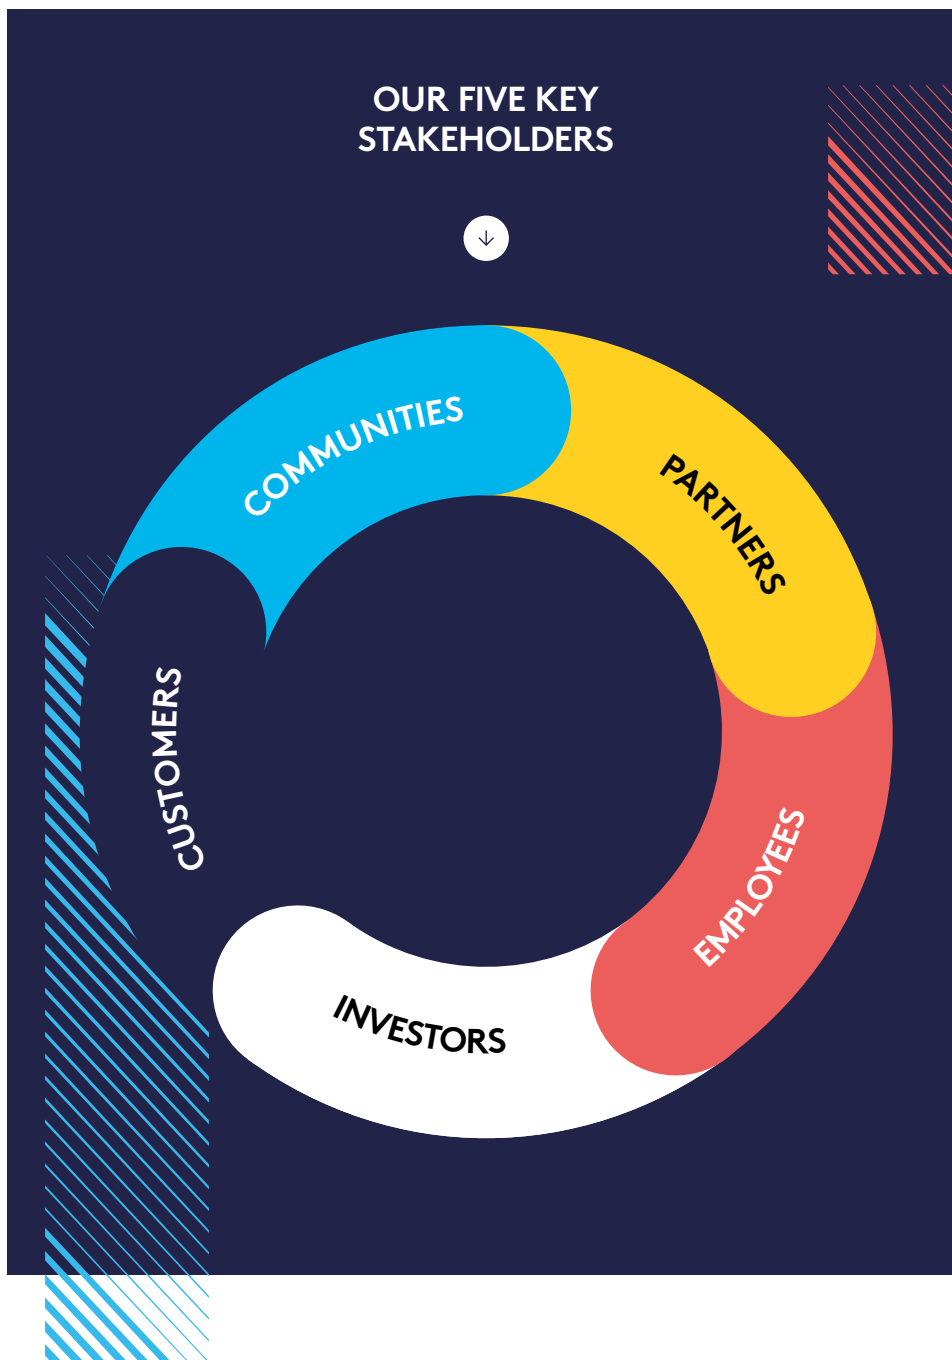 OUR FIVE KEY
STAKEHOLDERS
COMMUNITIES
PARTNERS
EMPLOYEES
INVESTORS
CUSTOMERS